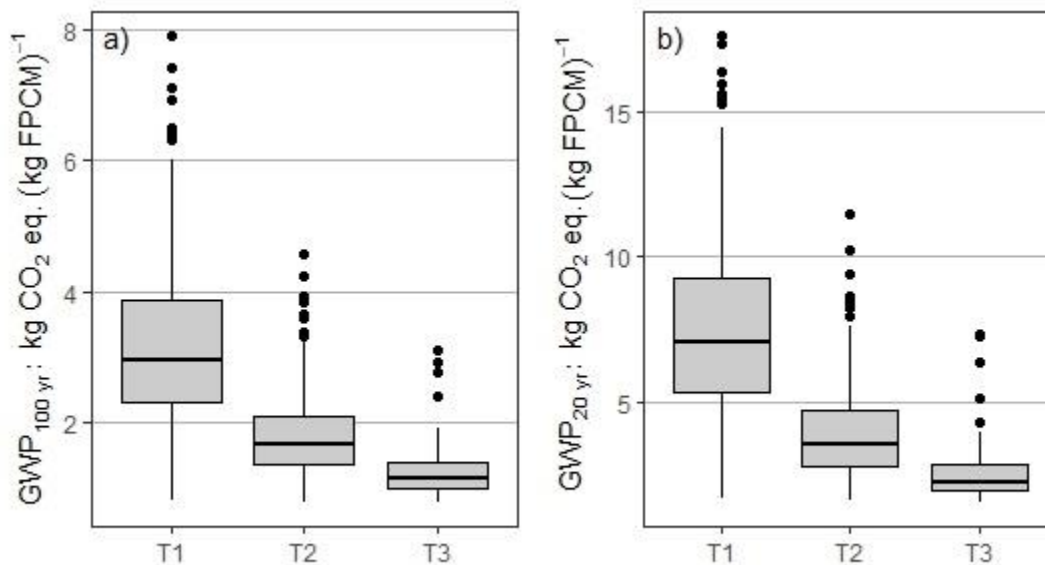 a)
GWP100 yr: kg CO2 eq. (kg FPCM)−1
8
6
4
2
T1 T2 T3
b)
GWP20 yr: kg CO2 eq. (kg FPCM)−1
15
10
5
T1 T2 T3